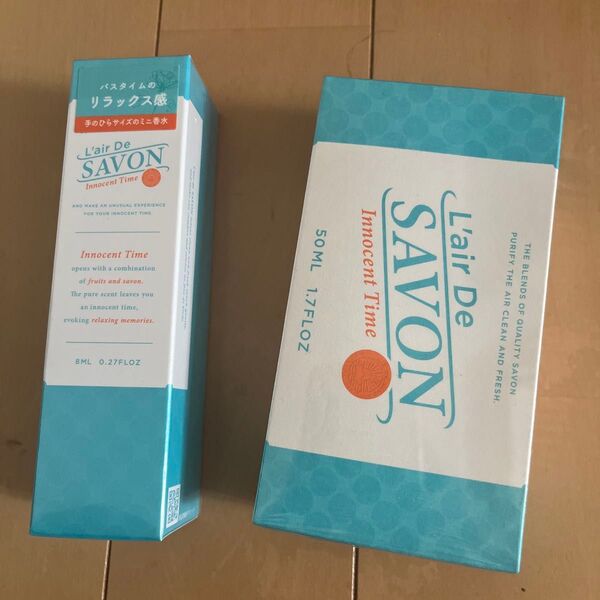 バスタイムの
リラックス感
手のひらサイズのミニ香水
L'air De
SAVON
Innocent Time
AND MAKE AN UNUSUAL EXPERIENCE
FOR YOUR INNOCENT TIME.
Innocent Time
opens with a combination
of fruits and savon.
The pure scent leaves you
an innocent time,
evoking relaxing memories.
8ML 0.27FLOZ
THE BLENDS OF QUALITY SAVON
PURIFY THE AIR CLEAN AND FRESH.
L'air De
SAVON
Innocent Time
50ML 1.7FLOZ